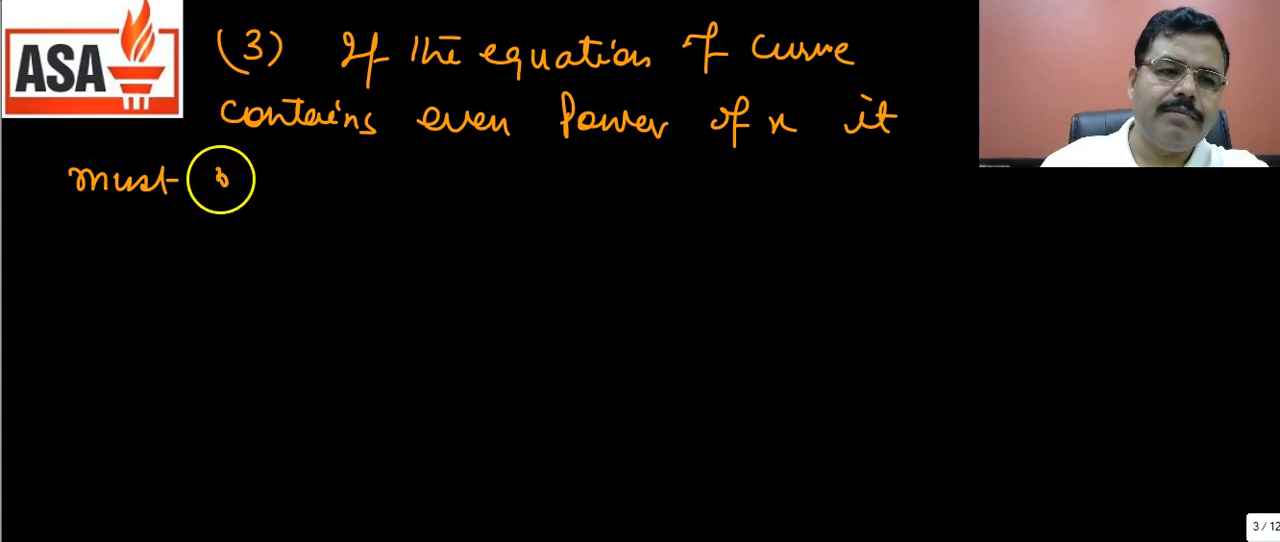 ASA
(3) If the equation of curve
contains even Power of x it
must
3 / 12